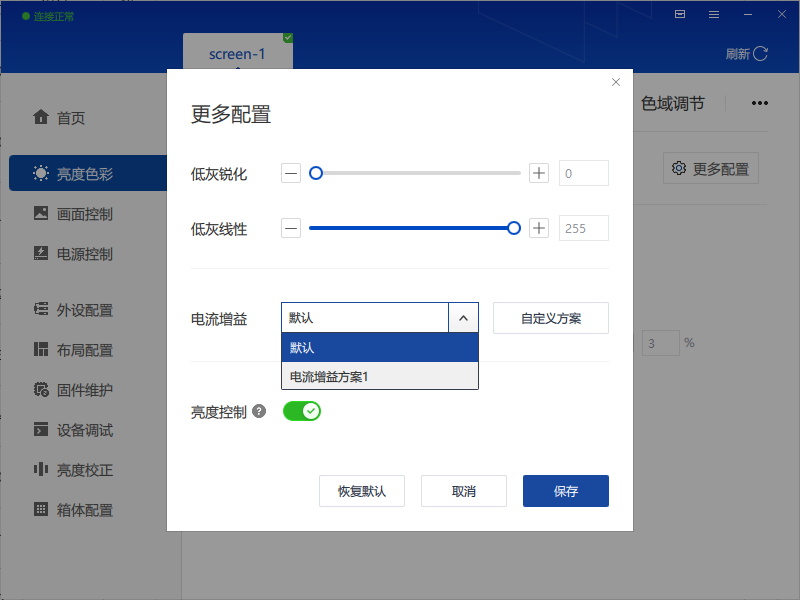 连接正常
screen-1
刷新
首页
亮度色彩
画面控制
电源控制
外设配置
布局配置
固件维护
设备调试
亮度校正
箱体配置
色域调节
更多配置
3 %
更多配置
低灰锐化
0
低灰线性
255
电流增益
默认
自定义方案
默认
电流增益方案1
亮度控制
恢复默认
取消
保存